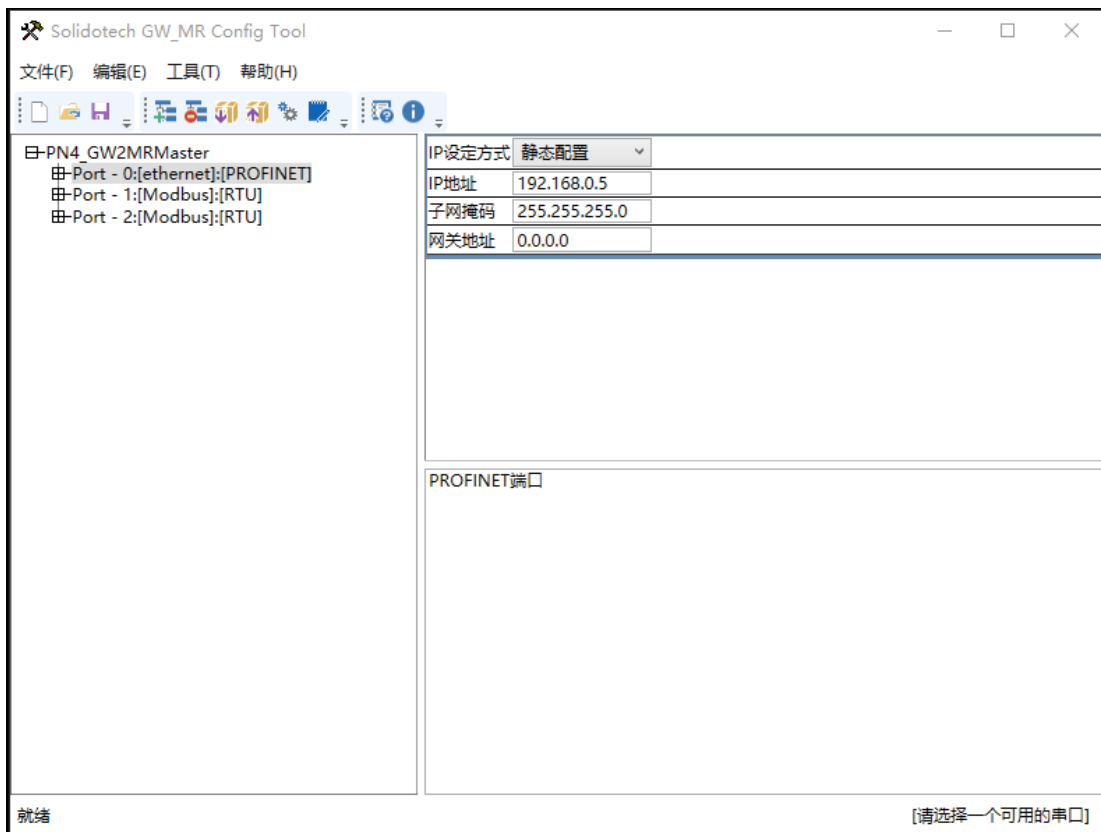 Solidotech GW_MR Config Tool
文件(F) 编辑(E) 工具(T) 帮助(H)
PN4_GW2MRMaster
Port - 0:[ethernet]:[PROFINET]
Port - 1:[Modbus]:[RTU]
Port - 2:[Modbus]:[RTU]
IP设定方式 静态配置
IP地址 192.168.0.5
子网掩码 255.255.255.0
网关地址 0.0.0.0
PROFINET端口
就绪
[请选择一个可用的串口]